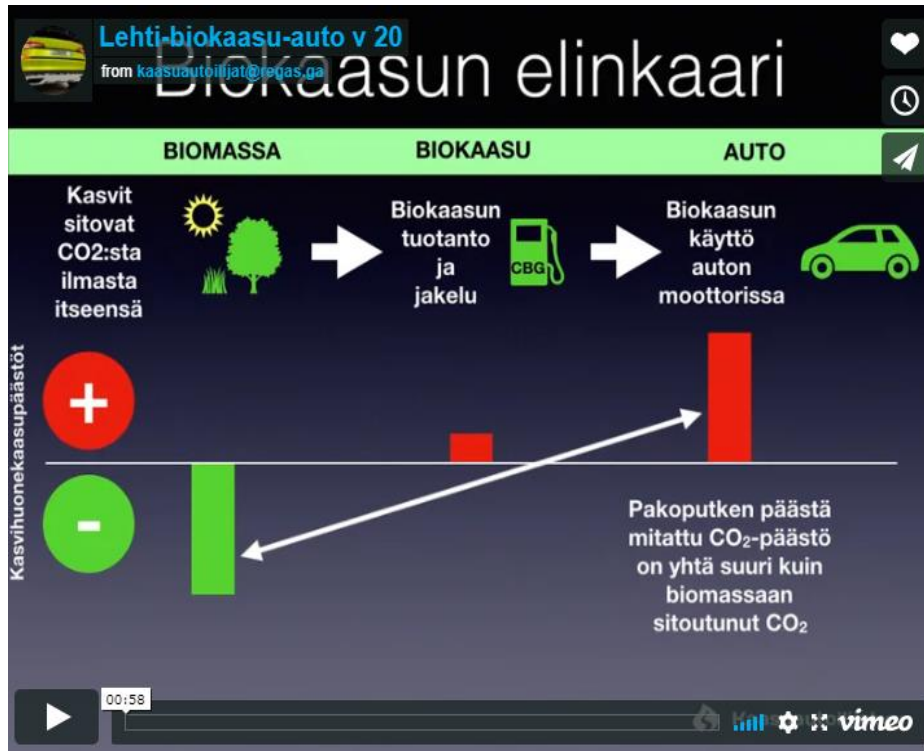 Lehti-biokaasu-auto v 20
from kaasuautoilijat@regas.ga
Biokaasun elinkaari
BIOMASSA BIOKAASU AUTO
Kasvit
sitovat
CO2:sta
ilmasta
itseensä
Biokaasun
tuotanto
ja
jakelu
CBG
Biokaasun
käyttö
auton
moottorissa
Kasvihuonekaasupäästöt
+
-
Pakoputken päästä
mitattu CO₂-päästö
on yhtä suuri kuin
biomassaan
sitoutunut CO₂
00:58
vimeo